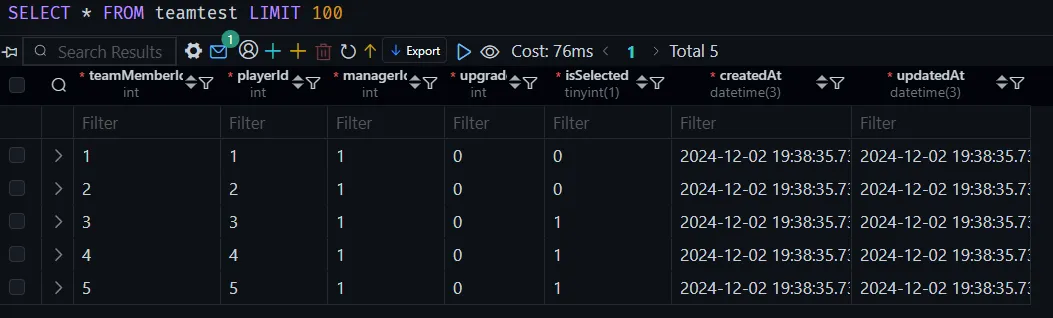 SELECT * FROM teamtest LIMIT 100
Search Results 1 Export Cost: 76ms 1 Total 5
* teamMemberId * playerId * managerId * upgrad * isSelected * createdAt * updatedAt
int int int int tinyint(1) datetime(3) datetime(3)
Filter Filter Filter Filter Filter Filter Filter
1 1 1 0 0 2024-12-02 19:38:35.73 2024-12-02 19:38:35.73
2 2 1 0 0 2024-12-02 19:38:35.73 2024-12-02 19:38:35.73
3 3 1 0 1 2024-12-02 19:38:35.73 2024-12-02 19:38:35.73
4 4 1 0 1 2024-12-02 19:38:35.73 2024-12-02 19:38:35.73
5 5 1 0 1 2024-12-02 19:38:35.73 2024-12-02 19:38:35.73